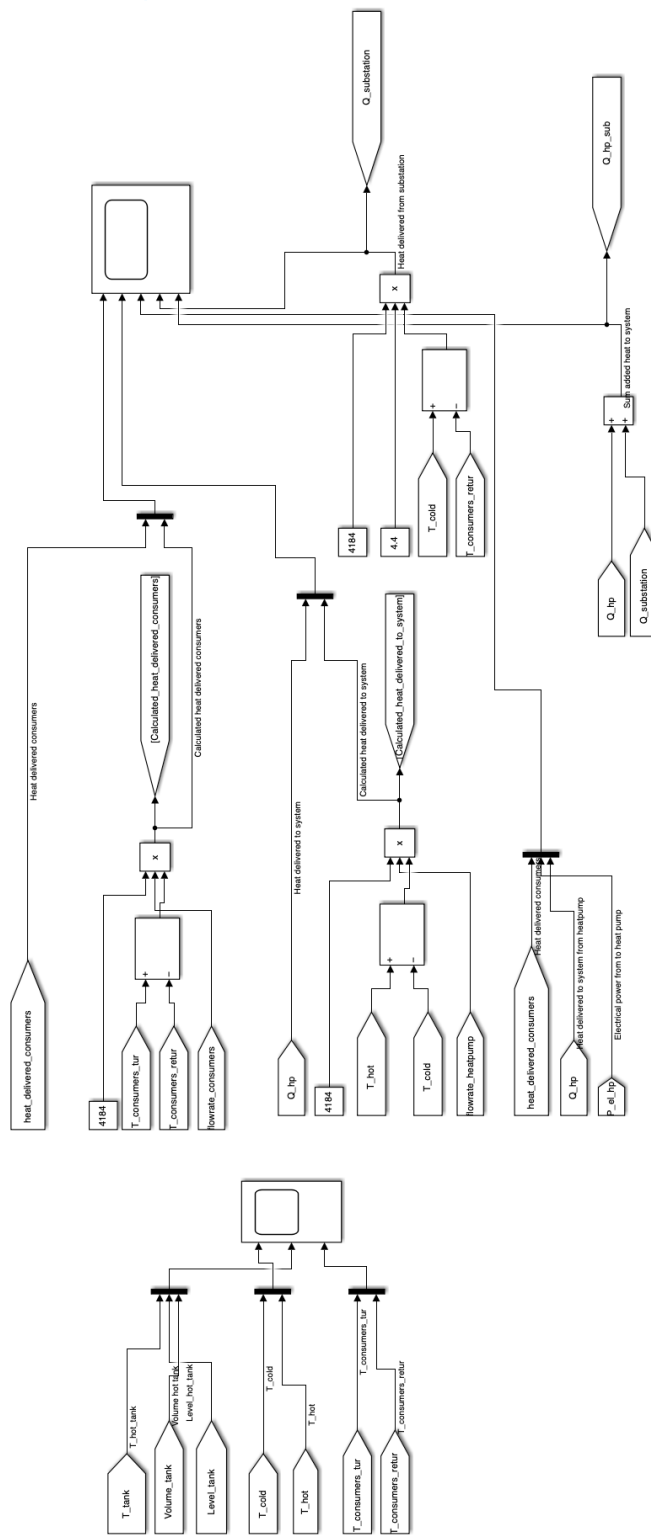 heat_delivered_consumers
Heat delivered consumers
4184
T_consumers_tur
T_consumers_retur
flowrate_consumers
+
−
x
[Calculated_heat_delivered_consumers]
Calculated heat delivered consumers
Q_hp
Heat delivered to system
4184
T_hot
T_cold
flowrate_heatpump
+
−
x
[Calculated_heat_delivered_to_system]
Calculated heat delivered to system
4184
4.4
T_cold
T_consumers_retur
+
−
x
Heat delivered from substation
Q_substation
heat_delivered_consumers
Heat delivered consumers
Q_hp
Heat delivered to system from heatpump
P_el_hp
Electrical power from to heat pump
Q_hp
Q_substation
+
+
Sum added heat to system
Q_hp_sub
T_tank
T_hot_tank
Volume_tank
Volume hot tank
Level_tank
Level_hot_tank
T_cold
T_cold
T_hot
T_hot
T_consumers_tur
T_consumers_tur
T_consumers_retur
T_consumers_retur